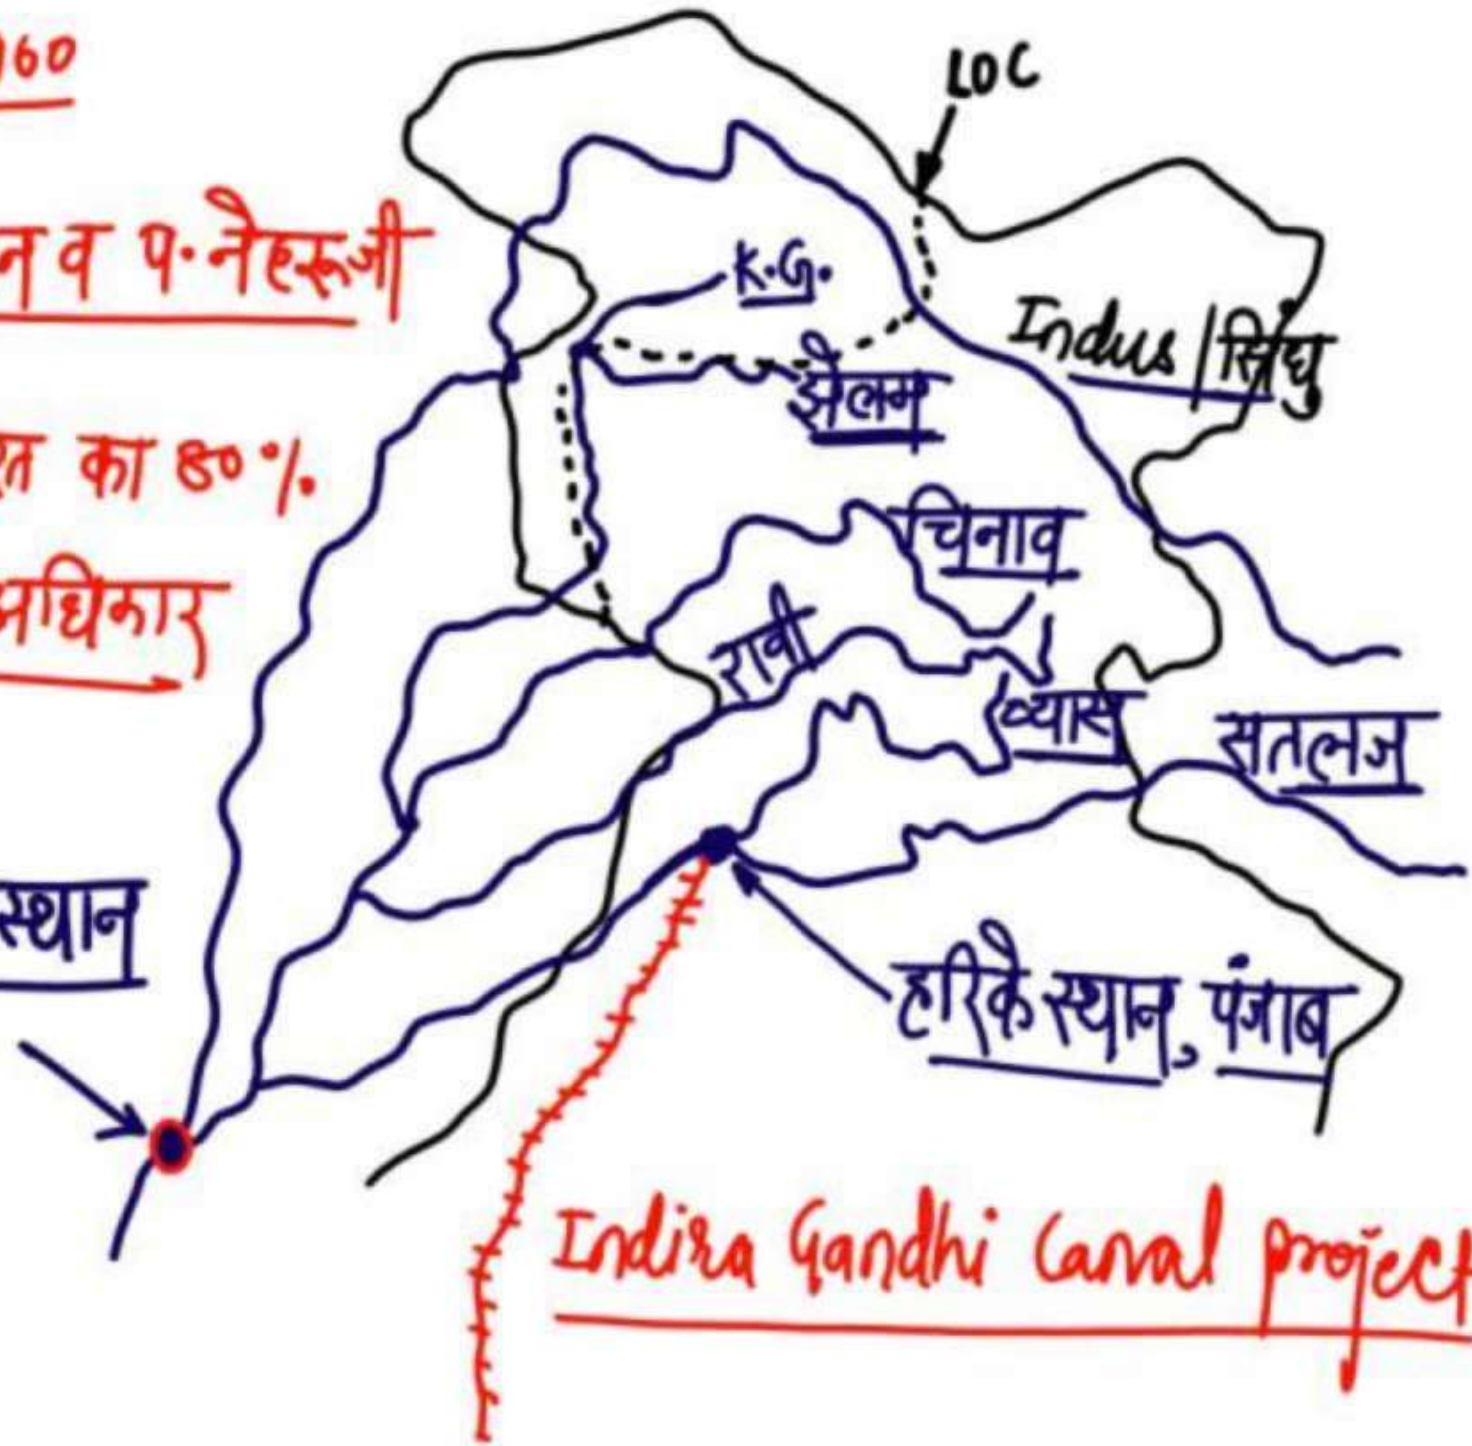 960
LOC
न व प. नेहरूजी
K.G.
Indus / सिंधु
झेलम
का 80%
चिनाव
अधिकार
रावी
व्यास
सतलज
स्थान
हरिकै स्थान, पंजाब
Indira Gandhi Canal project